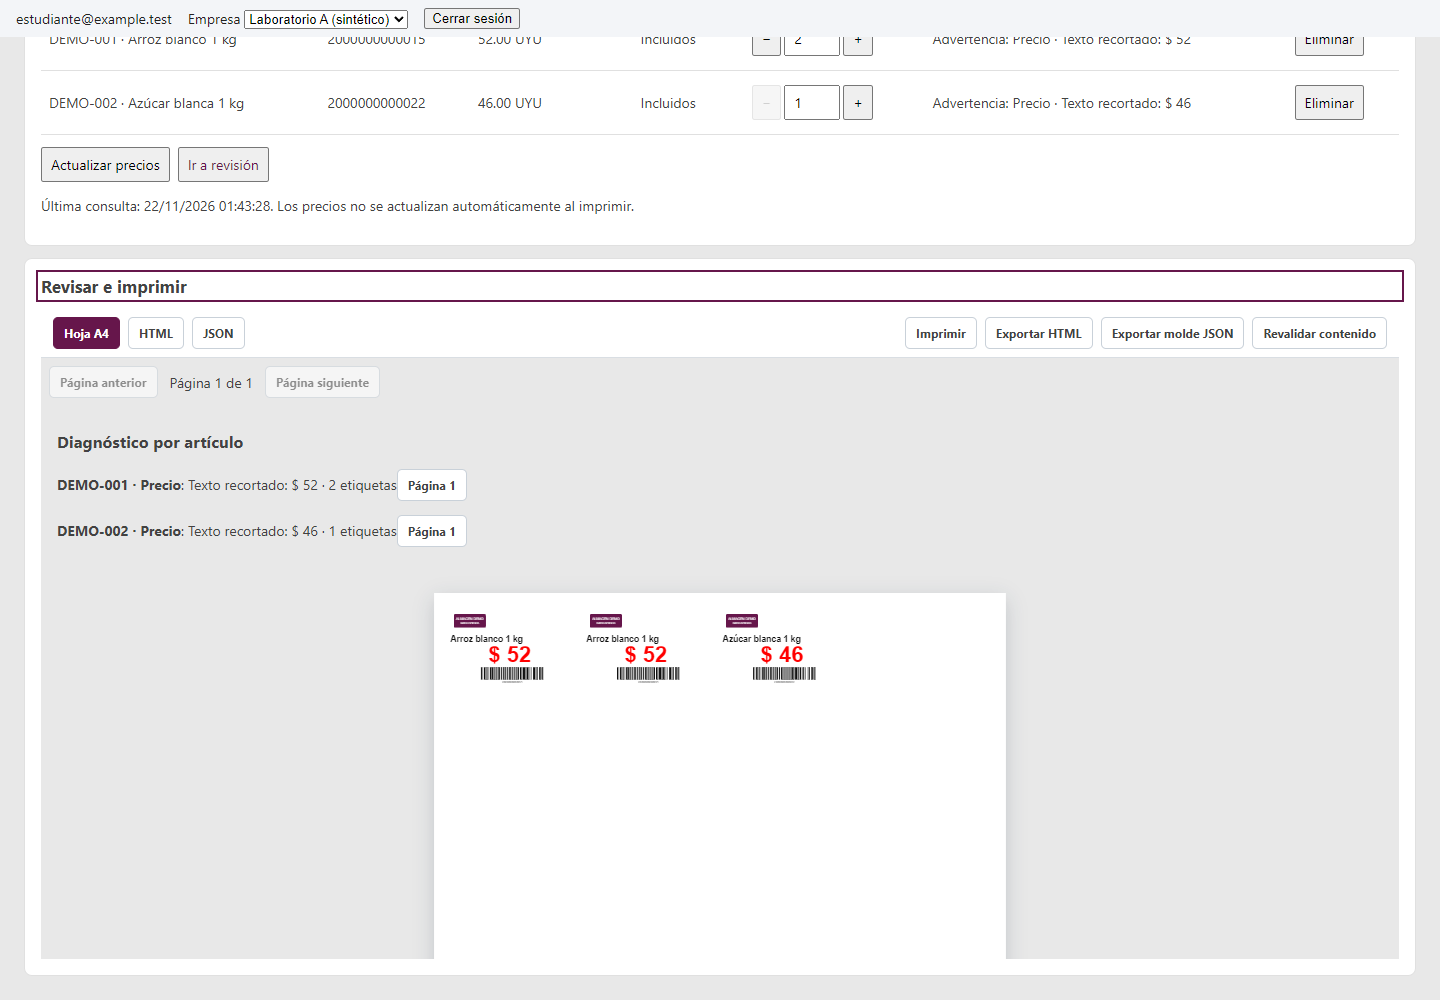 estudiante@example.test Empresa Laboratorio A (sintético) Cerrar sesión
DEMO-001 · Arroz blanco 1 kg 2000000000015 52.00 UYU Incluidos − 2 + Advertencia: Precio · Texto recortado: $ 52 Eliminar
DEMO-002 · Azúcar blanca 1 kg 2000000000022 46.00 UYU Incluidos − 1 + Advertencia: Precio · Texto recortado: $ 46 Eliminar
Actualizar precios Ir a revisión
Última consulta: 22/11/2026 01:43:28. Los precios no se actualizan automáticamente al imprimir.
Revisar e imprimir
Hoja A4 HTML JSON Imprimir Exportar HTML Exportar molde JSON Revalidar contenido
Página anterior Página 1 de 1 Página siguiente
Diagnóstico por artículo
DEMO-001 · Precio: Texto recortado: $ 52 · 2 etiquetas Página 1
DEMO-002 · Precio: Texto recortado: $ 46 · 1 etiquetas Página 1
Arroz blanco 1 kg Arroz blanco 1 kg Azúcar blanca 1 kg
$ 52 $ 52 $ 46